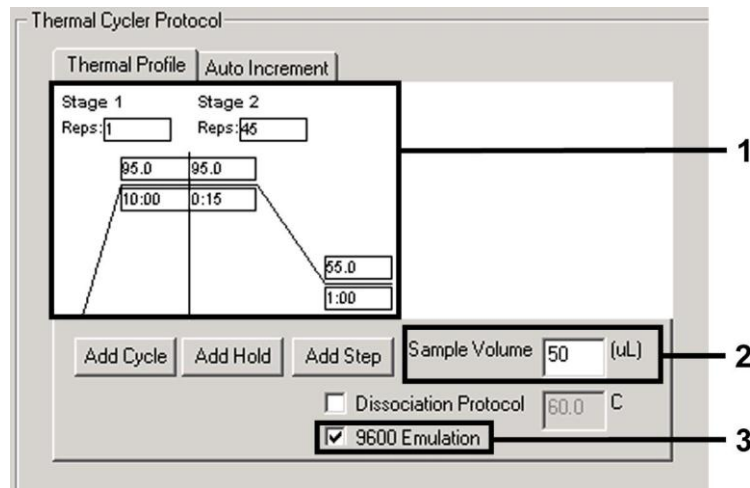 Thermal Cycler Protocol
Thermal Profile Auto Increment
Stage 1 Stage 2
Reps: 1 Reps: 45
1
95.0 95.0
10:00 0:15
55.0
1:00
Add Cycle Add Hold Add Step Sample Volume 50 (uL)
2
Dissociation Protocol 60.0 C
9600 Emulation
3